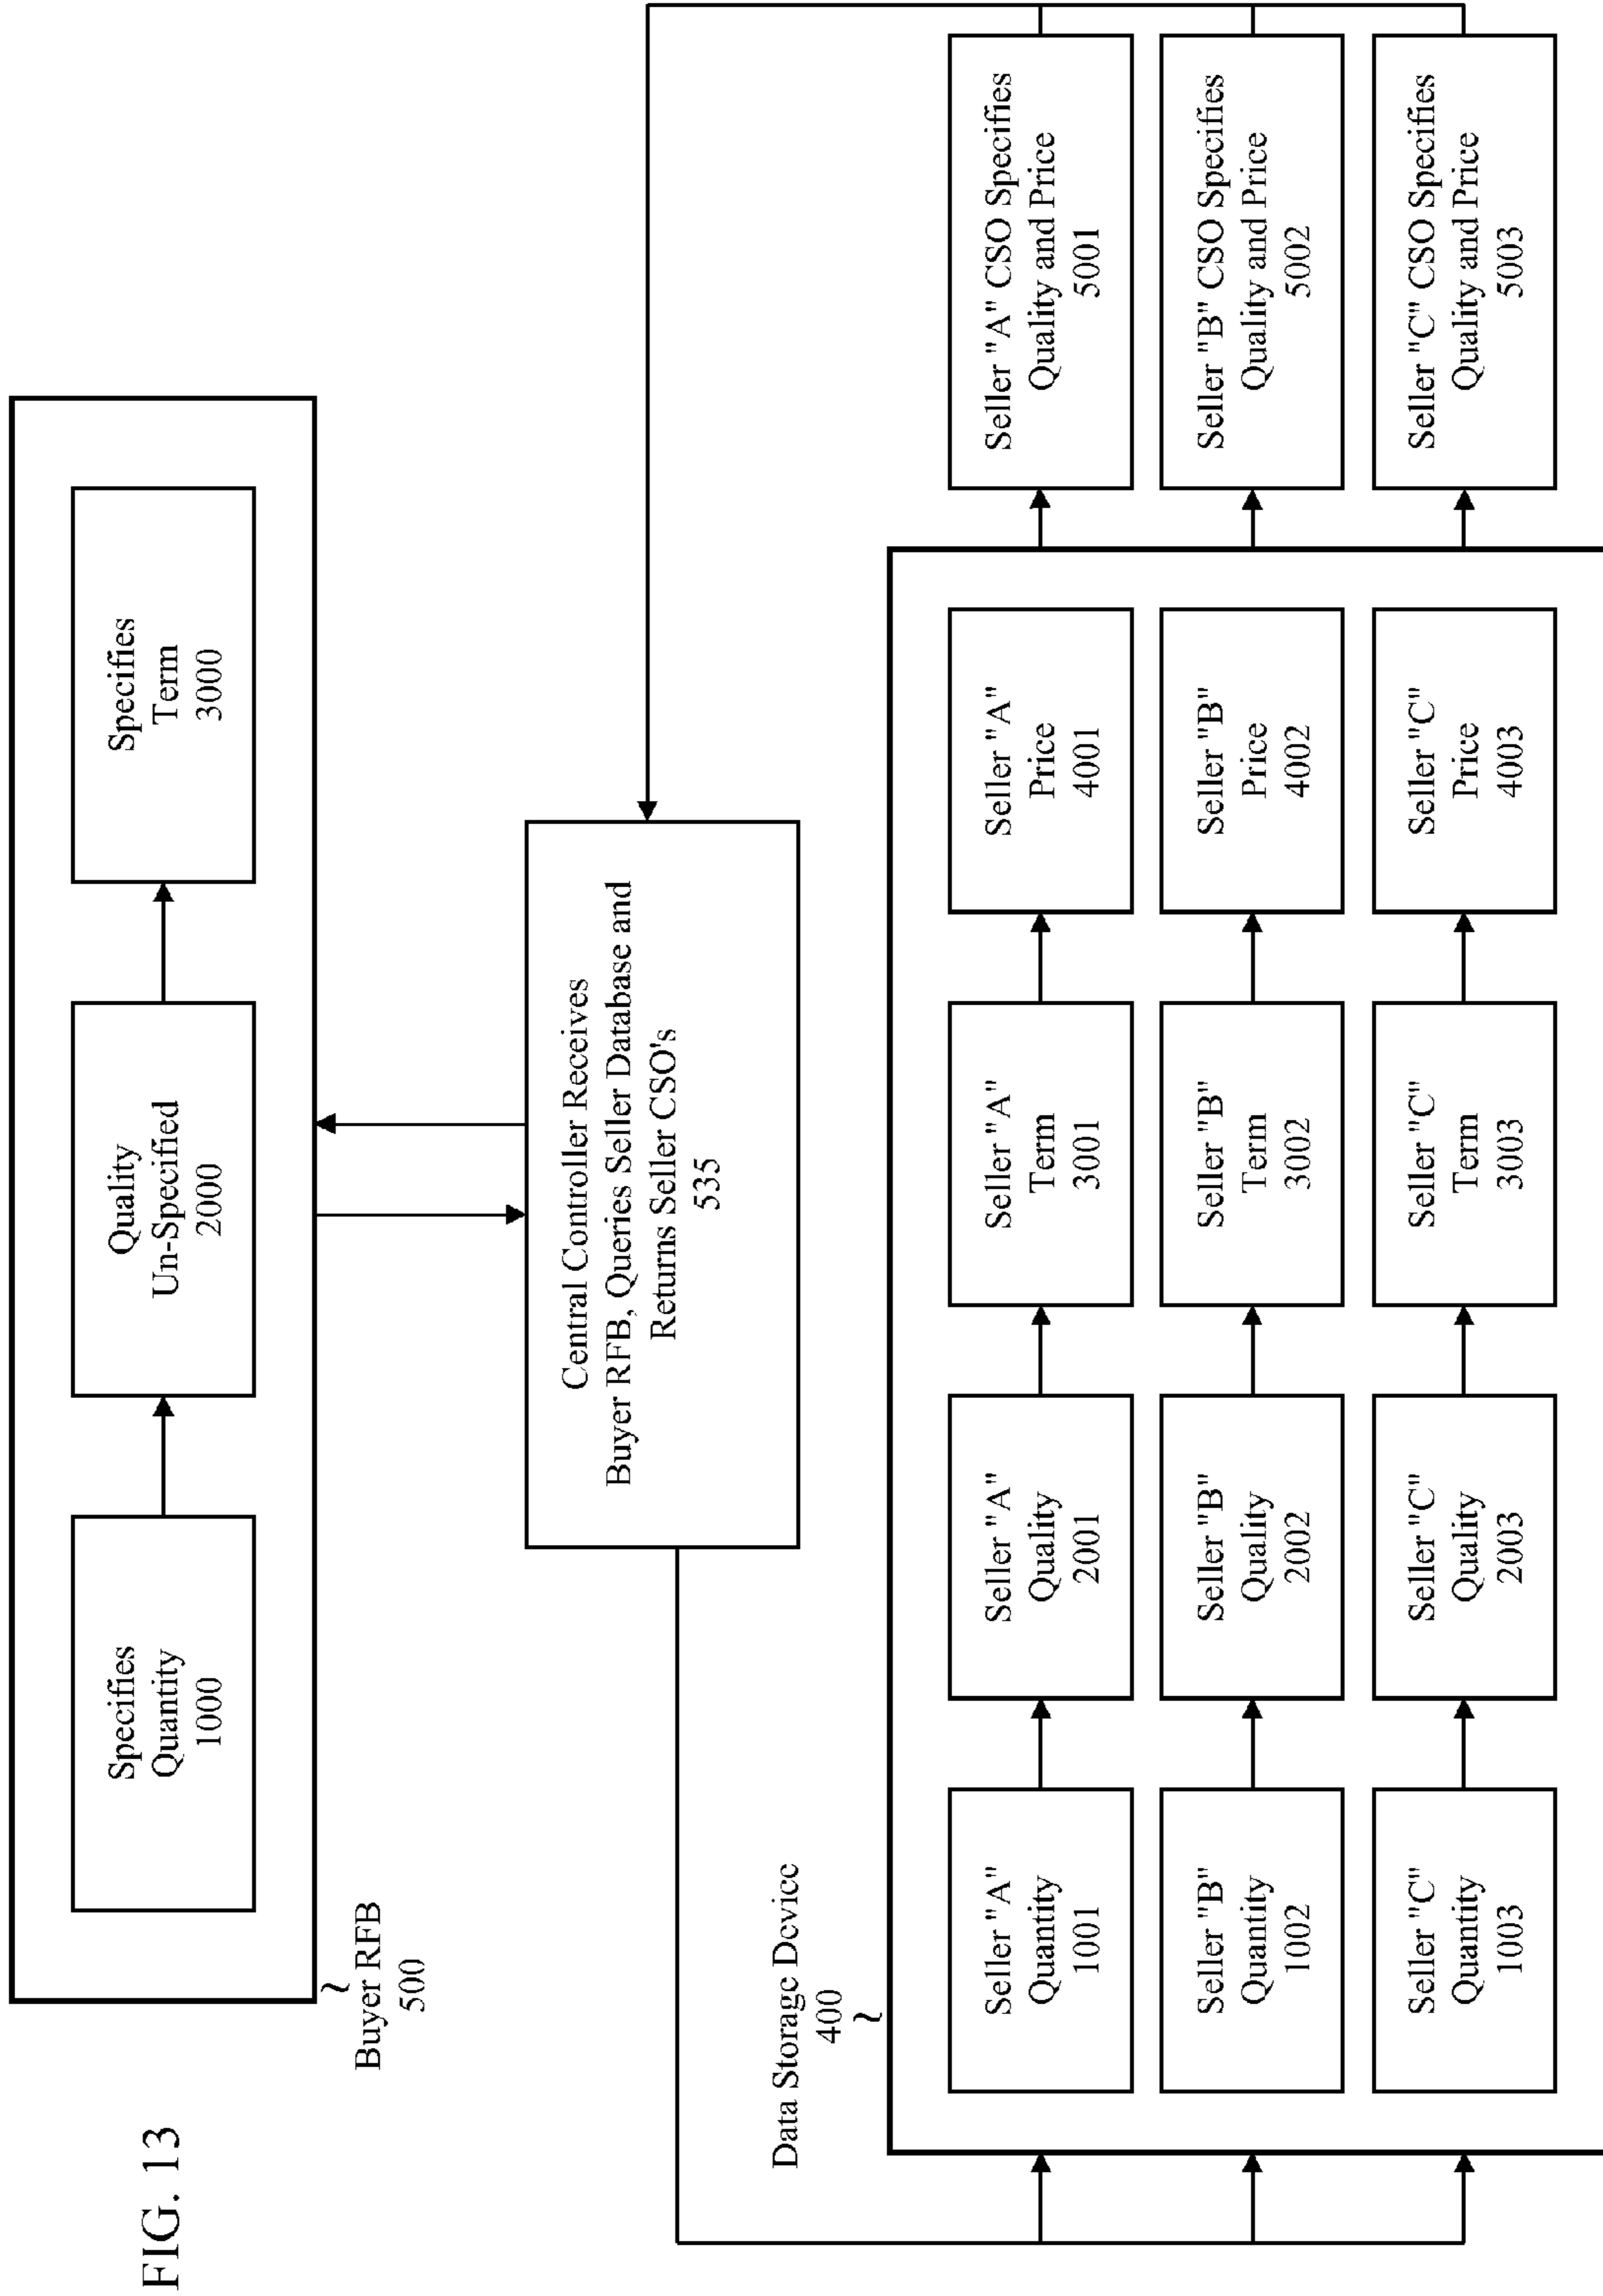 FIG. 13
Specifies
Quantity
1000
Quality
Un-Specified
2000
Specifies
Term
3000
Buyer RFB
500
Central Controller Receives
Buyer RFB, Queries Seller Database and
Returns Seller CSO's
535
Data Storage Device
400
Seller "A"
Quantity
1001
Seller "A"
Quality
2001
Seller "A"
Term
3001
Seller "A"
Price
4001
Seller "A" CSO Specifies
Quality and Price
5001
Seller "B"
Quantity
1002
Seller "B"
Quality
2002
Seller "B"
Term
3002
Seller "B"
Price
4002
Seller "B" CSO Specifies
Quality and Price
5002
Seller "C"
Quantity
1003
Seller "C"
Quality
2003
Seller "C"
Term
3003
Seller "C"
Price
4003
Seller "C" CSO Specifies
Quality and Price
5003